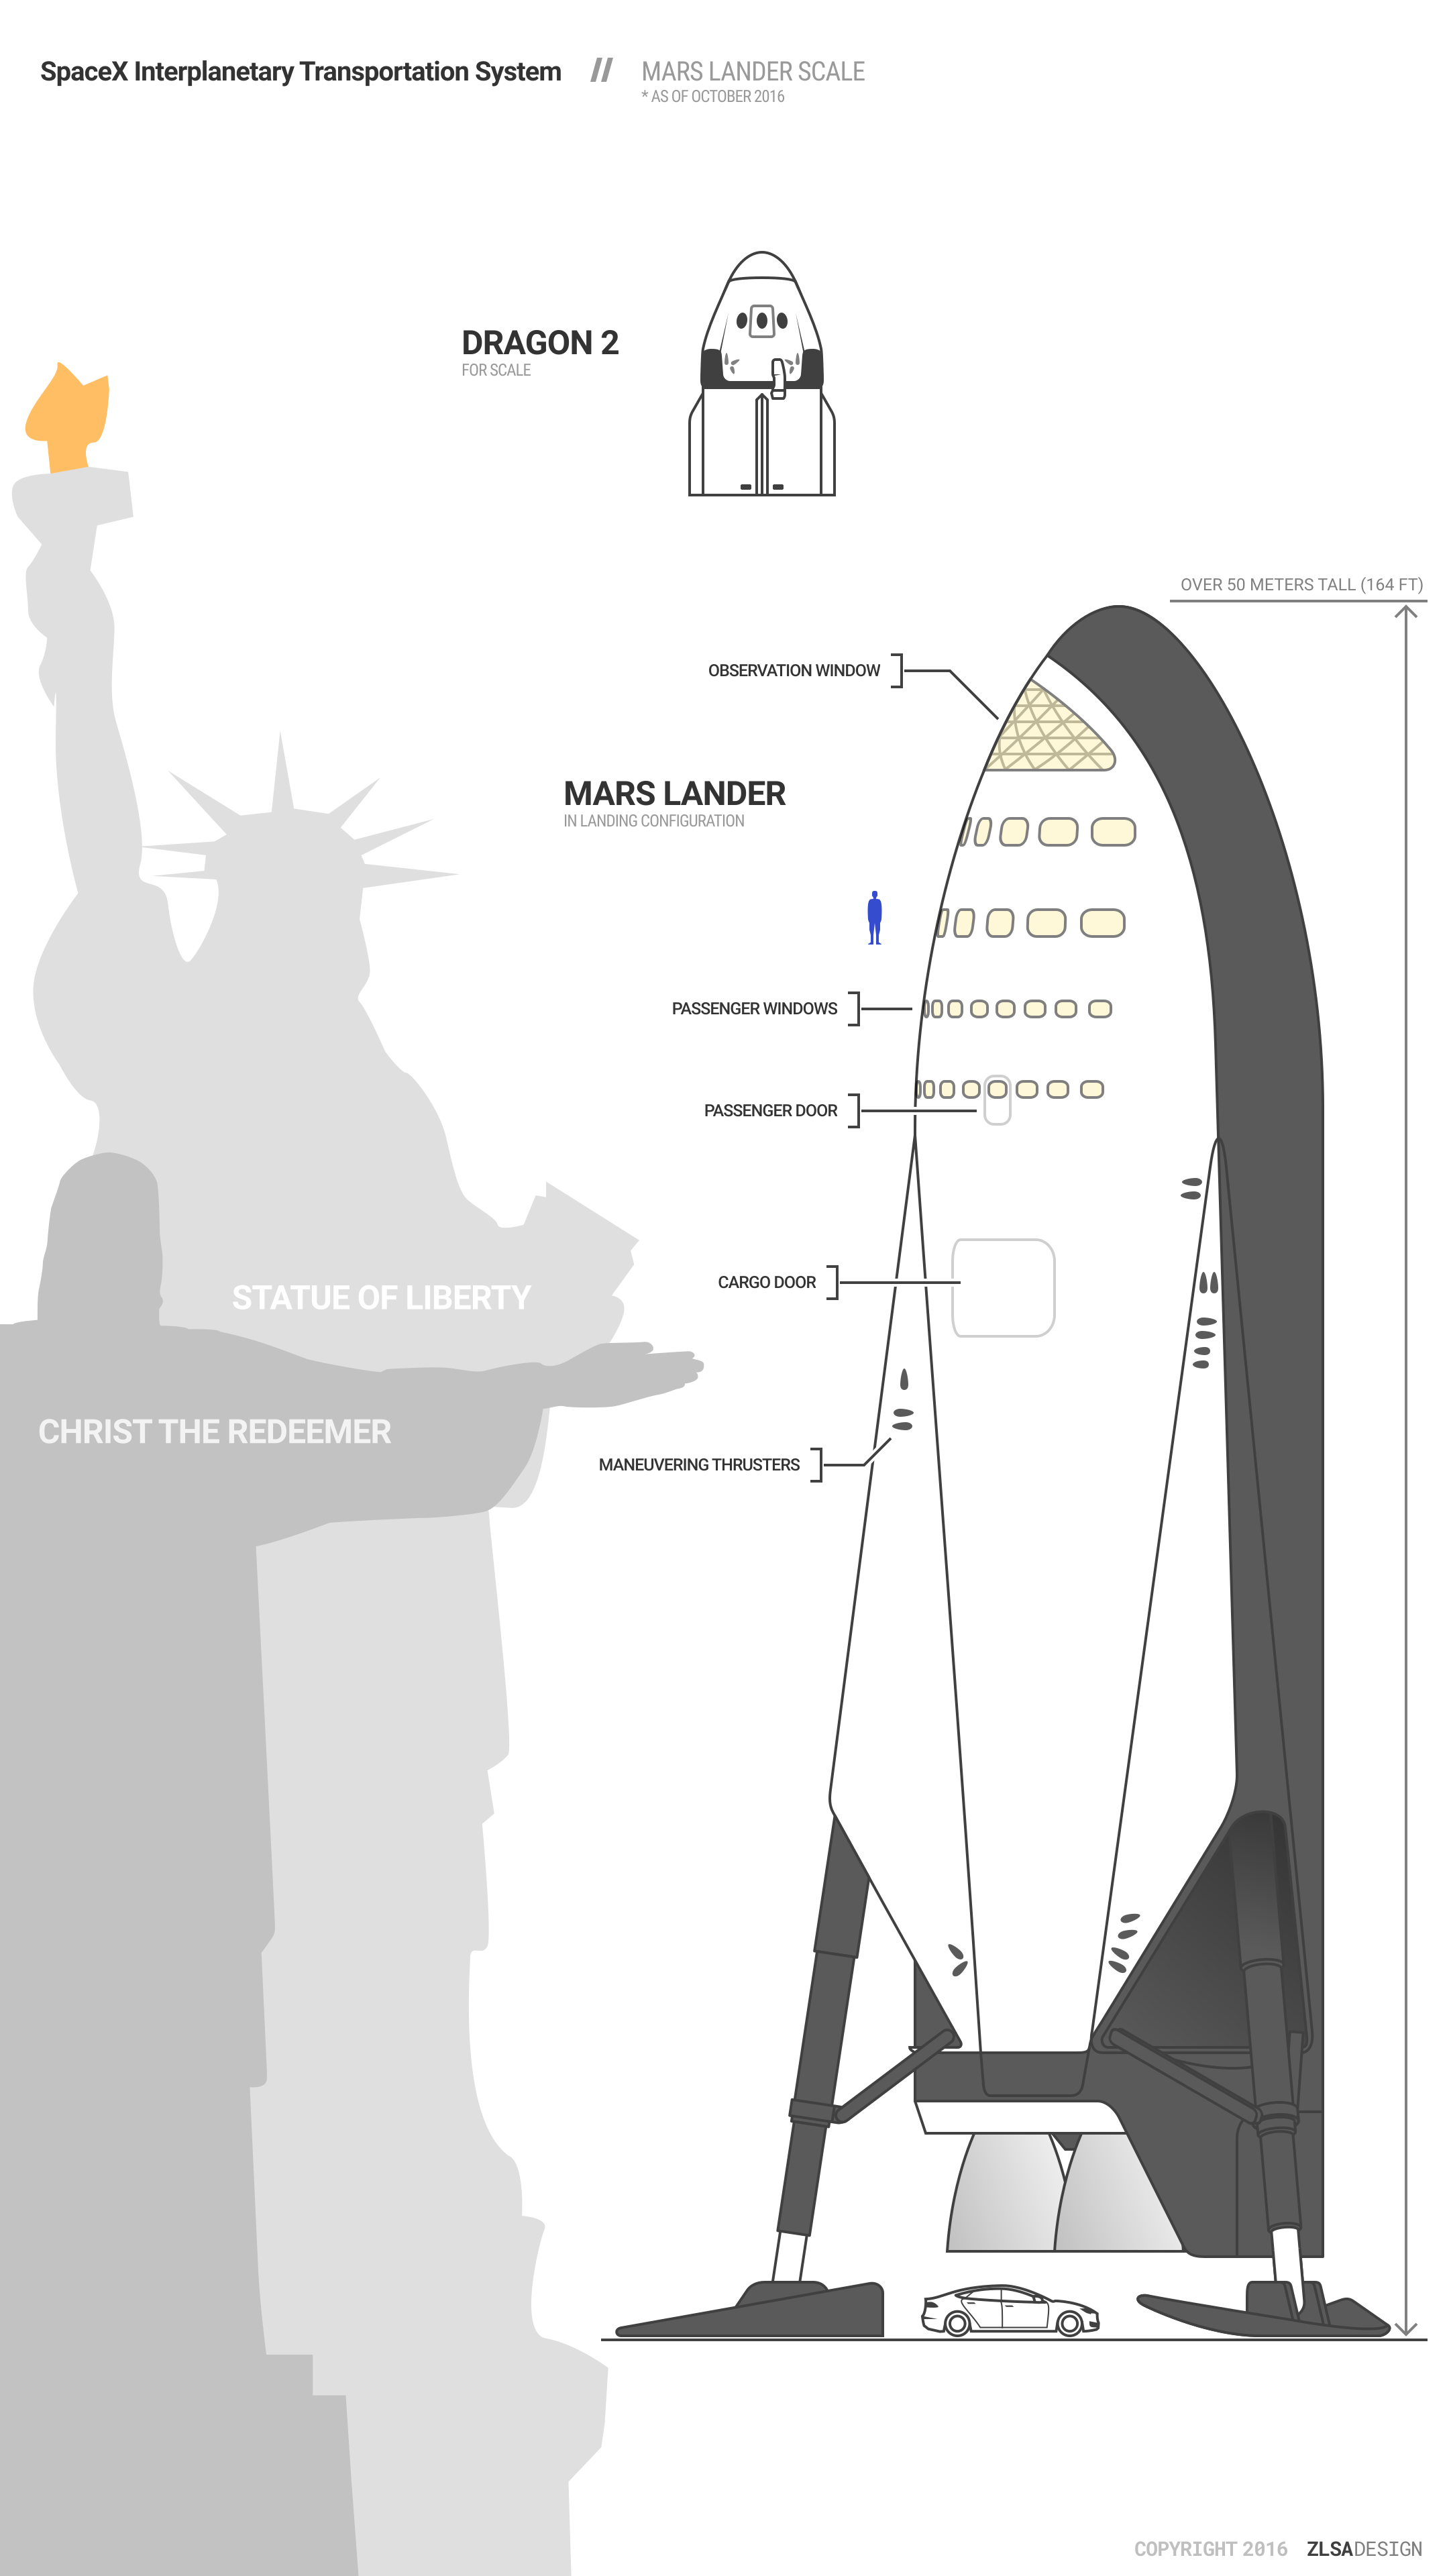 SpaceX Interplanetary Transportation System // MARS LANDER SCALE
* AS OF OCTOBER 2016
DRAGON 2
FOR SCALE
OVER 50 METERS TALL (164 FT)
OBSERVATION WINDOW
MARS LANDER
IN LANDING CONFIGURATION
PASSENGER WINDOWS
PASSENGER DOOR
CARGO DOOR
STATUE OF LIBERTY
CHRIST THE REDEEMER
MANEUVERING THRUSTERS
COPYRIGHT 2016 ZLSADESIGN